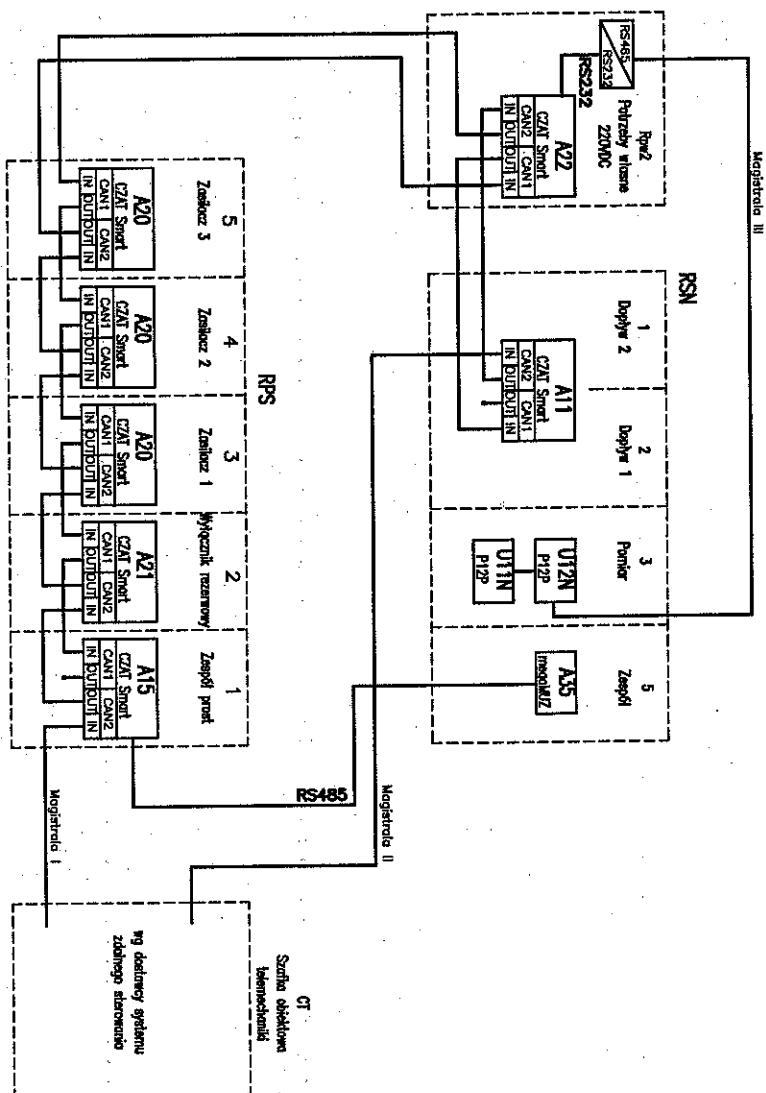 Magistrala III
RS485
RS232
RS232
Rpw2
Potrzeby własne
220VDC
A22
CZAT Smart
CAN2 CAN1
IN OUT OUT IN
RSN
1
Dopływ 2
2
Dopływ 1
A11
CZAT Smart
CAN2 CAN1
IN OUT OUT IN
3
Pomiar
U12N
P12P
U11N
P12P
5
Zespół
A35
megaMUZ
RPS
5
Zasilacz 3
A20
CZAT Smart
CAN1 CAN2
IN OUT OUT IN
4
Zasilacz 2
A20
CZAT Smart
CAN1 CAN2
IN OUT OUT IN
3
Zasilacz 1
A20
CZAT Smart
CAN1 CAN2
IN OUT OUT IN
2
Wyłącznik rezerwowy
A21
CZAT Smart
CAN1 CAN2
IN OUT OUT IN
1
Zespół prost
A15
CZAT Smart
CAN1 CAN2
IN OUT OUT IN
RS485
Magistrala II
Magistrala I
CT
Szafka obiektowa
telemechaniki
wg dostawcy systemu
zdalnego sterowania